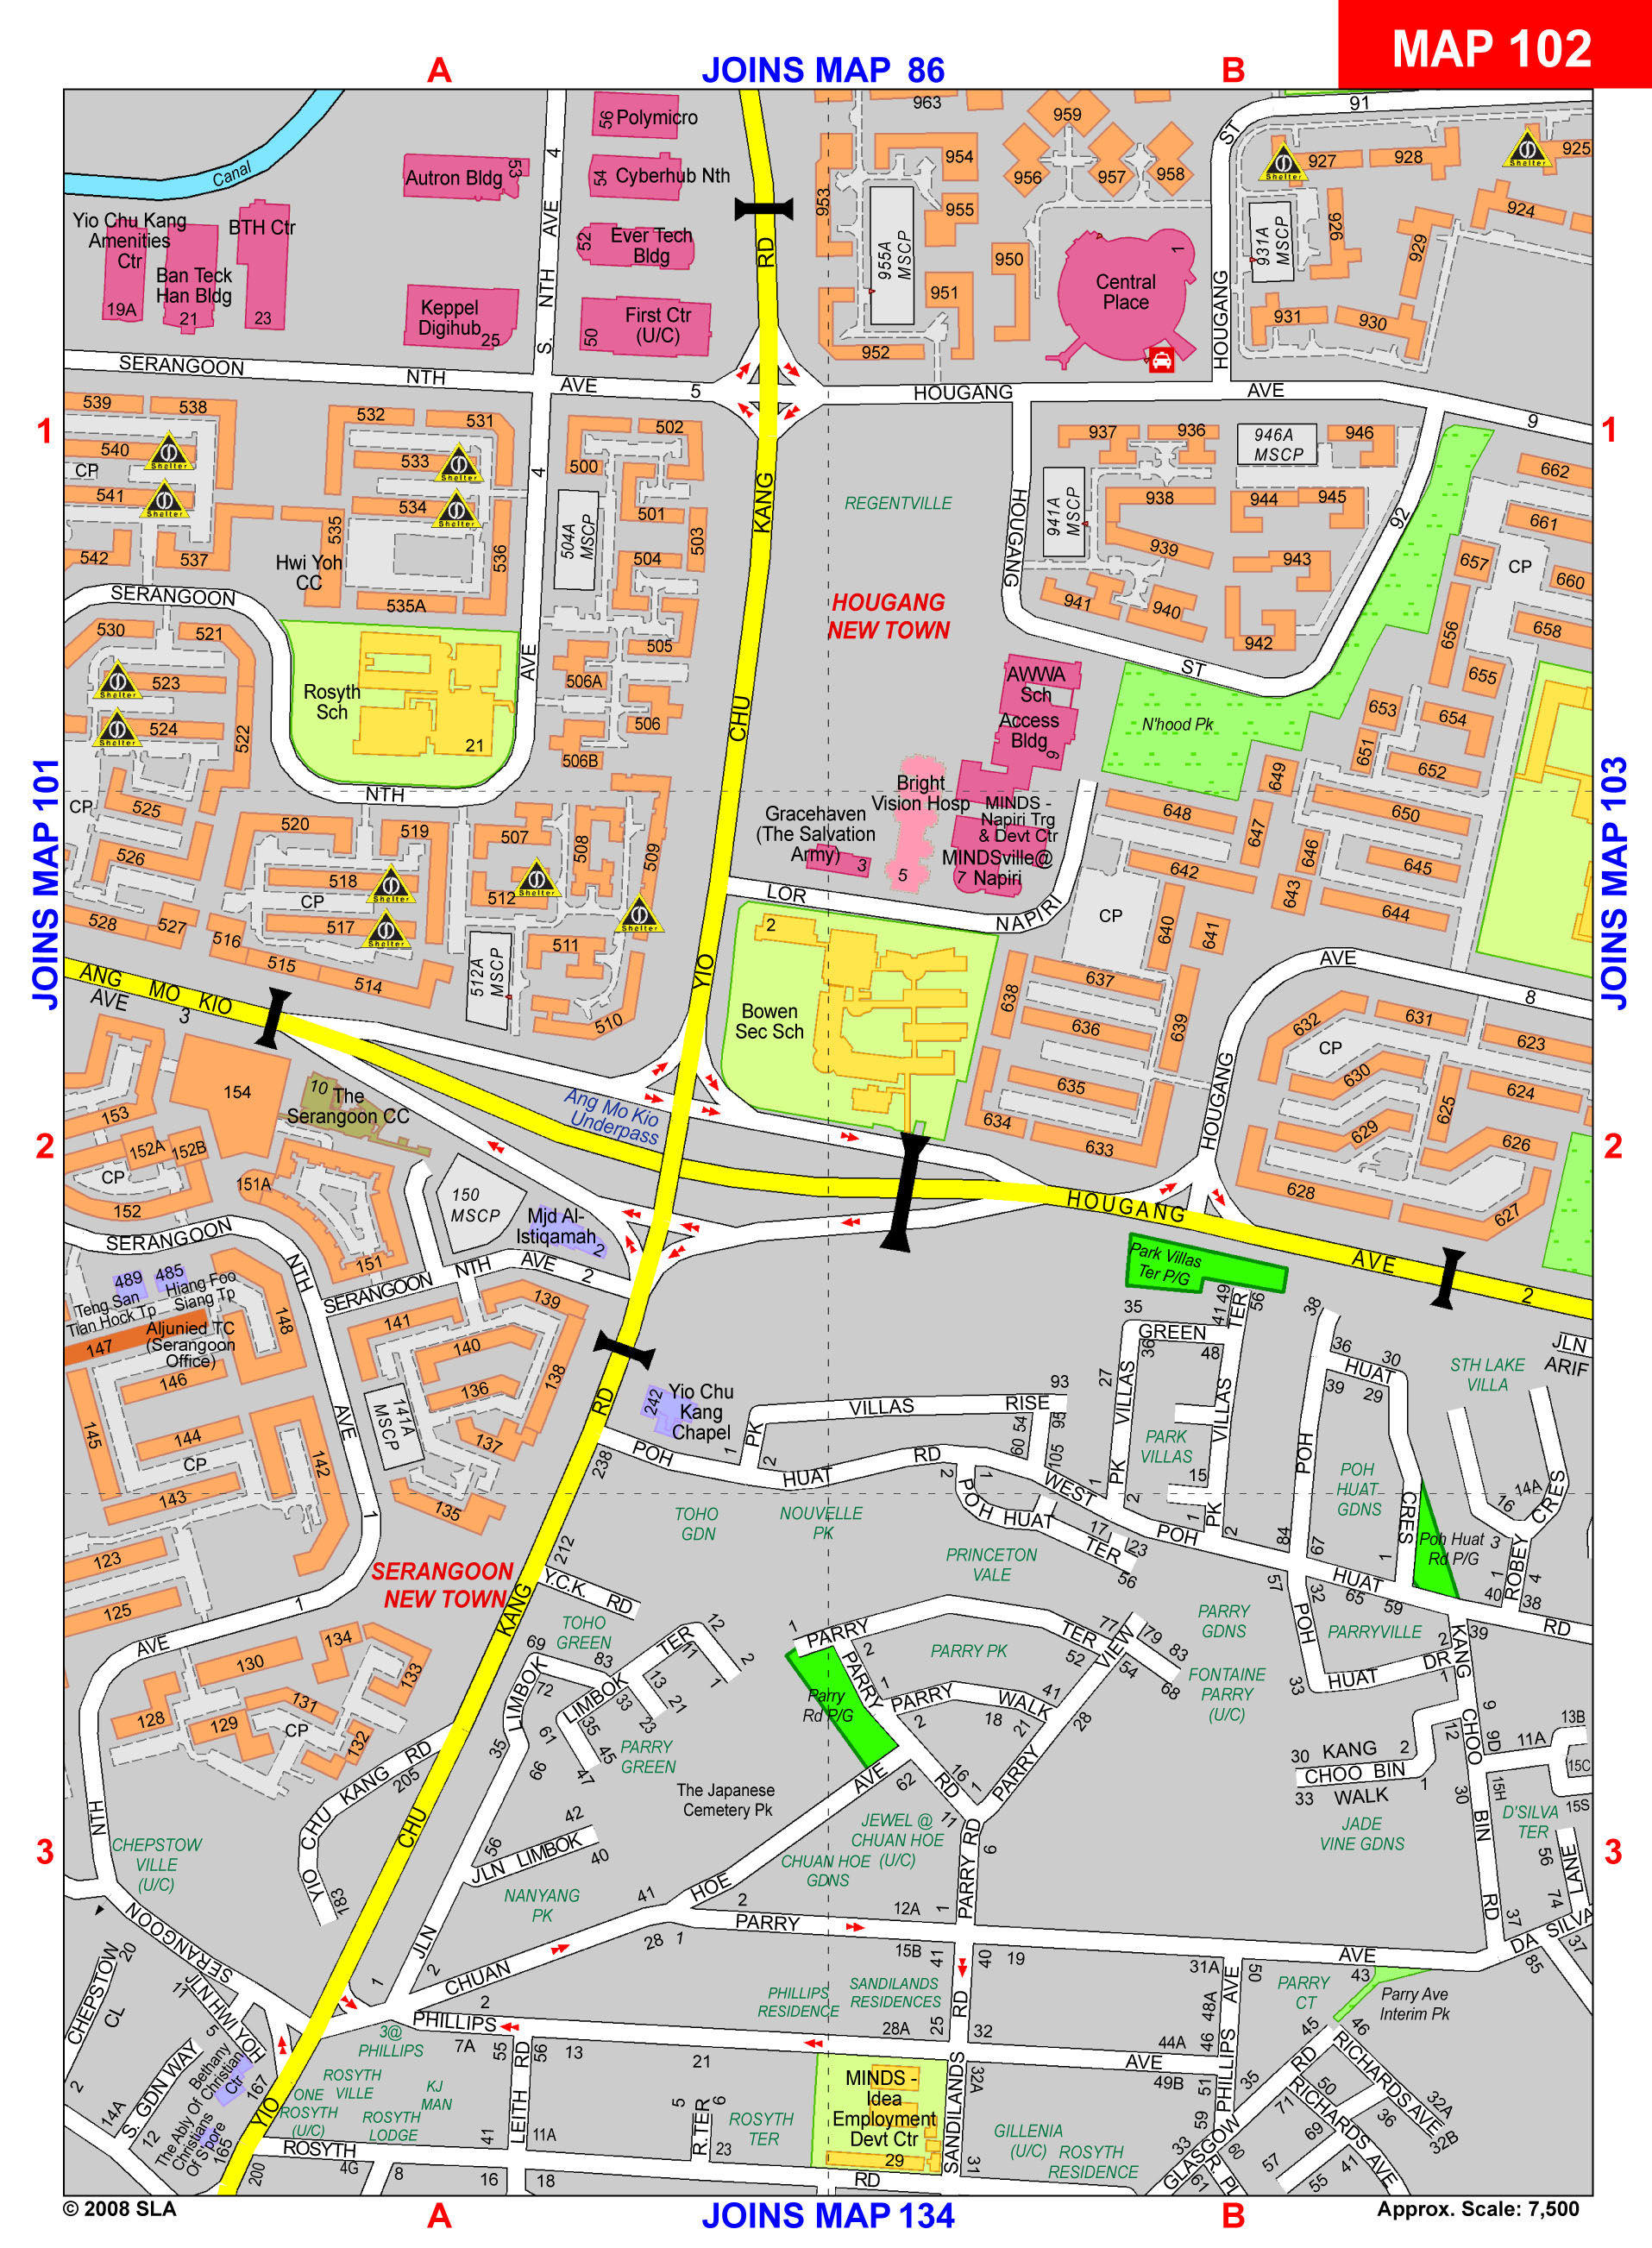 MAP 102
A
JOINS MAP 86
B
Canal
Yio Chu Kang
Amenities
Ctr
19A
Ban Teck
Han Bldg
21
BTH Ctr
23
Autron Bldg
53
Keppel
Digihub
25
S. NTH AVE 4
56 Polymicro
54 Cyberhub Nth
52 Ever Tech
Bldg
50 First Ctr
(U/C)
RD
963
953
954
955
955A
MSCP
951
952
950
959
956
957
958
Central
Place
1
ST
91
HOUGANG
927
928
925
Shelter
Shelter
931A
MSCP
926
924
929
931
930
SERANGOON NTH AVE 5
HOUGANG AVE 9
1
1
539
538
540
541
542
537
CP
Shelter
Shelter
532
531
533
534
535
536
535A
Shelter
Shelter
Hwi Yoh
CC
4
AVE
502
500
501
503
504
504A
MSCP
505
506A
506
506B
KANG
CHU
YIO
REGENTVILLE
HOUGANG
NEW TOWN
HOUGANG
ST
92
937
936
946A
MSCP
946
941A
MSCP
938
944
945
939
943
941
940
942
662
661
657
CP
660
658
656
655
653
654
651
652
SERANGOON
NTH
530
521
523
524
522
Shelter
Shelter
Rosyth
Sch
21
AWWA
Sch
Access
Bldg
9
N'hood Pk
JOINS MAP 101
JOINS MAP 103
CP
525
526
528
527
520
519
518
CP
517
516
515
514
Shelter
Shelter
507
508
509
512
511
510
512A
MSCP
Shelter
Shelter
Gracehaven
(The Salvation
Army)
3
Bright
Vision Hosp
5
MINDS -
Napiri Trg
& Devt Ctr
MINDSville@
7 Napiri
LOR NAPIRI
649
648
647
642
646
643
650
645
644
CP
640
641
637
638
636
639
635
634
633
2
Bowen
Sec Sch
AVE 8
HOUGANG
632
631
CP
623
630
624
625
629
626
628
627
ANG MO KIO
AVE 3
Ang Mo Kio
Underpass
HOUGANG AVE 2
2
2
153
154
152A
152B
CP
152
151A
151
10 The
Serangoon CC
150
MSCP
Mjd Al-
Istiqamah
2
SERANGOON NTH AVE 1
SERANGOON NTH AVE 2
489
485
Teng San
Tian Hock Tp
Hiang Foo
Siang Tp
147
Aljunied TC
(Serangoon
Office)
148
146
145
144
CP
143
142
141
139
140
136
138
137
135
141A
MSCP
RD
238
242
Yio Chu
Kang
Chapel
Park Villas
Ter P/G
35
41 49
TER
56
GREEN
36
48
27
PK VILLAS
PK VILLAS
PARK
VILLAS
15
1
2
1
2
38
36
30
HUAT
39
29
CRES
POH
84
67
POH
HUAT
GDNS
1
STH LAKE
VILLA
JLN
ARIF
14A
16
CRES
3
1
ROBEY
4
40
Poh Huat
Rd P/G
PK VILLAS RISE
93
95
60 54
105
1
2
POH HUAT RD
WEST
POH HUAT RD
2
1
POH HUAT TER
17
23
56
TOHO
GDN
NOUVELLE
PK
PRINCETON
VALE
SERANGOON
NEW TOWN
KANG
212
Y.C.K. RD
TOHO
GREEN
123
125
AVE 1
134
130
133
131
128
129
CP
132
NTH
CHEPSTOW
VILLE
(U/C)
YIO CHU KANG RD
205
183
CHU
69
LIMBOK
83
72
LIMBOK TER
12
11
2
1
13
21
33
23
35
61
45
47
66
35
PARRY
GREEN
JLN
56
42
JLN LIMBOK
40
NANYANG
PK
The Japanese
Cemetery Pk
1
PARRY TER
77
VIEW
79
83
52
54
68
2
1
PARRY
PARRY PK
PARRY WALK
41
18
21
28
2
PARRY
Parry
Rd P/G
AVE
62
RD
16
1
11
9
PARRY RD
1
JEWEL @
CHUAN HOE
(U/C)
CHUAN HOE
GDNS
PARRY
GDNS
FONTAINE
PARRY
(U/C)
57
32
POH
33
HUAT DR
2
1
65
59
PARRYVILLE
39
KANG CHOO BIN RD
9
9D
12
11A
13B
15C
15H
15S
30
30 KANG 2
CHOO BIN
33 WALK
1
JADE
VINE GDNS
D'SILVA
TER
56
74
LANE
37
DA SILVA
37
85
3
3
SERANGOON
CHEPSTOW
CL
20
2
JLN HWI YOH
11
5
S. GDN WAY
14A
12
Bethany
Christian
Ctr
167
The Ably Of
Christians
Of S'pore
165
YIO
200
1
2
CHUAN HOE
41
28
PARRY AVE
1
2
12A
15B
41
40
19
31A
50
43
PHILLIPS AVE
2
7A
55
56
13
21
28A
25
32
44A
49B
3@
PHILLIPS
PHILLIPS
RESIDENCE
SANDILANDS
RESIDENCES
SANDILANDS RD
32A
31
PHILLIPS AVE
48A
46
51
59
PARRY
CT
Parry Ave
Interim Pk
45
46
RD
RICHARDS AVE
32A
32B
36
50
RICHARDS AVE
71
69
41
57
55
35
GLASGOW
33
60
61
GR. PL
ROSYTH
VILLE
ONE
ROSYTH
(U/C)
KJ
MAN
ROSYTH
LODGE
LEITH RD
41
11A
ROSYTH RD
4G
8
16
18
R.TER
5
6
23
ROSYTH
TER
MINDS -
Idea
Employment
Devt Ctr
29
GILLENIA
(U/C)
ROSYTH
RESIDENCE
© 2008 SLA
A
JOINS MAP 134
B
Approx. Scale: 7,500